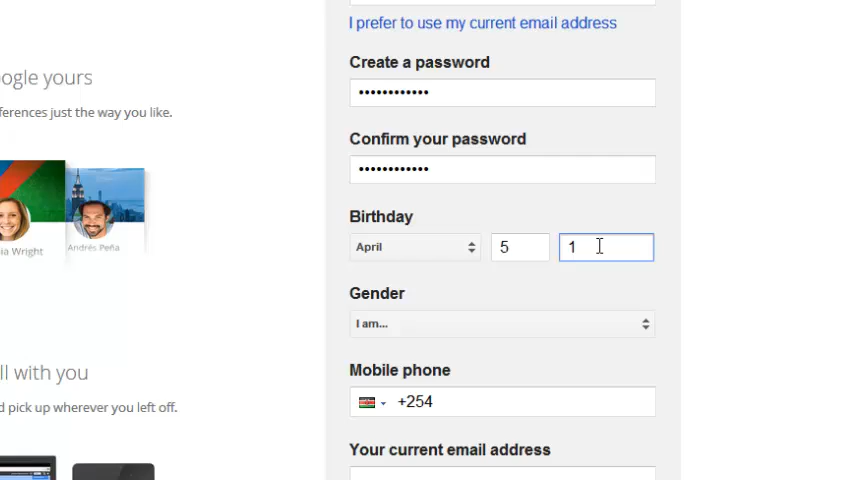 I prefer to use my current email address
Create a password
••••••••••••
Confirm your password
••••••••••••
Birthday
April
5
1
Gender
I am...
Mobile phone
+254
Your current email address
ogle yours
ferences just the way you like.
ia Wright
Andrés Peña
ll with you
d pick up wherever you left off.